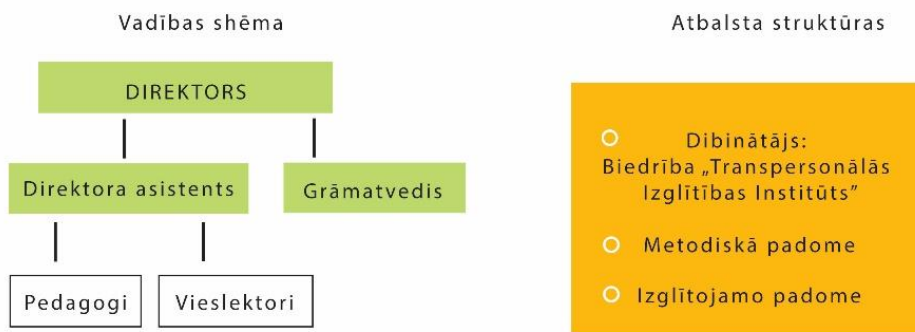 Vadības shēma
DIREKTORS
Direktora asistents
Grāmatvedis
Pedagogi
Vieslektori
Atbalsta struktūras
Dibinātājs:
Biedrība „Transpersonālās
Izglītības Institūts”
Metodiskā padome
Izglītojamo padome